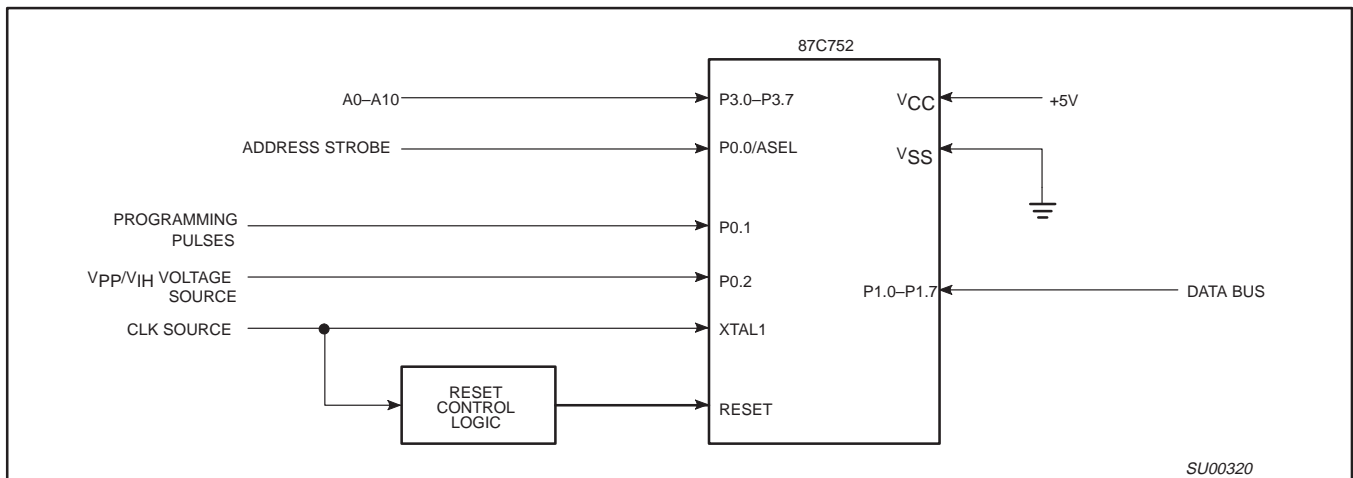 87C752
A0–A10
P3.0–P3.7
VCC
+5V
ADDRESS STROBE
P0.0/ASEL
VSS
PROGRAMMING
PULSES
P0.1
VPP/VIH VOLTAGE
SOURCE
P0.2
P1.0–P1.7
DATA BUS
CLK SOURCE
XTAL1
RESET
CONTROL
LOGIC
RESET
SU00320